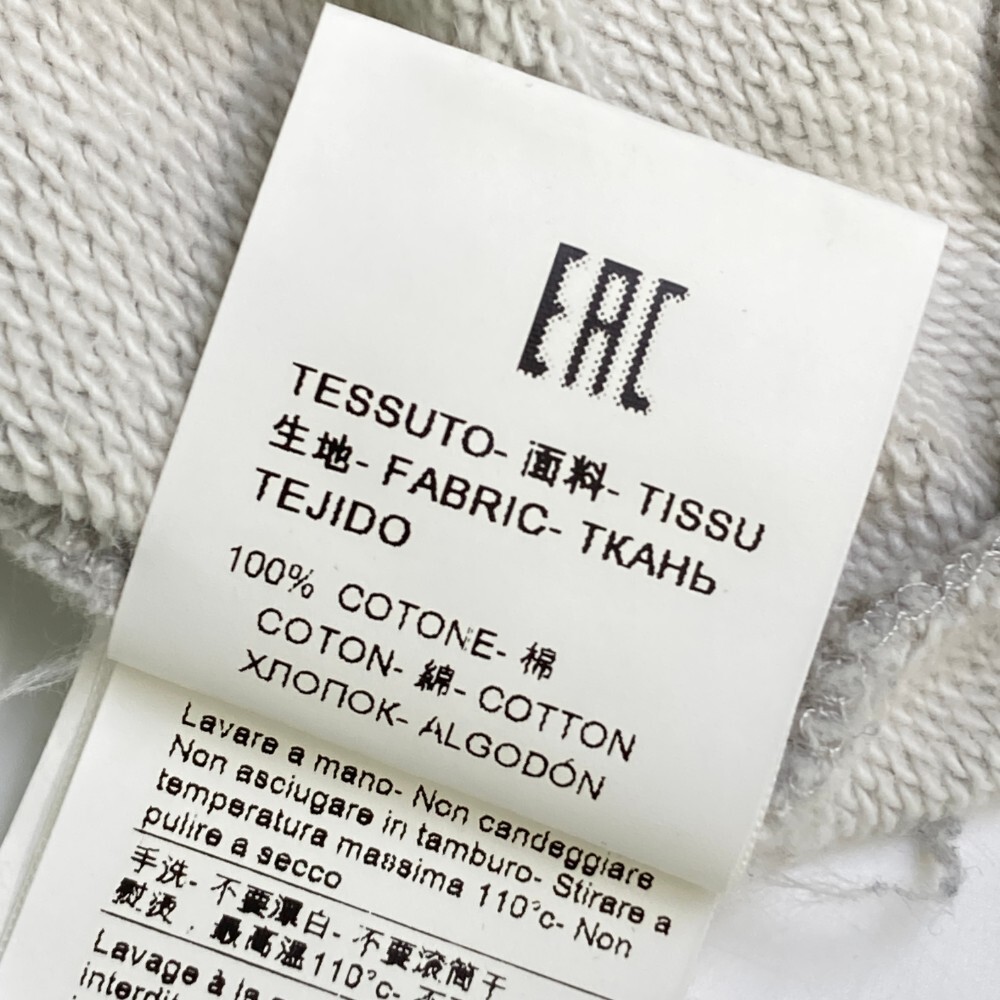 EAC
TESSUTO- 面料- TISSU
生地- FABRIC- ТКАНЬ
TEJIDO
100% COTONE- 棉
COTON- 綿- COTTON
ХЛОПОК- ALGODÓN
Lavare a mano- Non candeggiare
Non asciugare in tamburo- Stirare a
temperatura massima 110°c- Non
pulire a secco
手洗- 不要漂白- 不要滚筒干
熨烫，最高温110°c-
Lavage à la